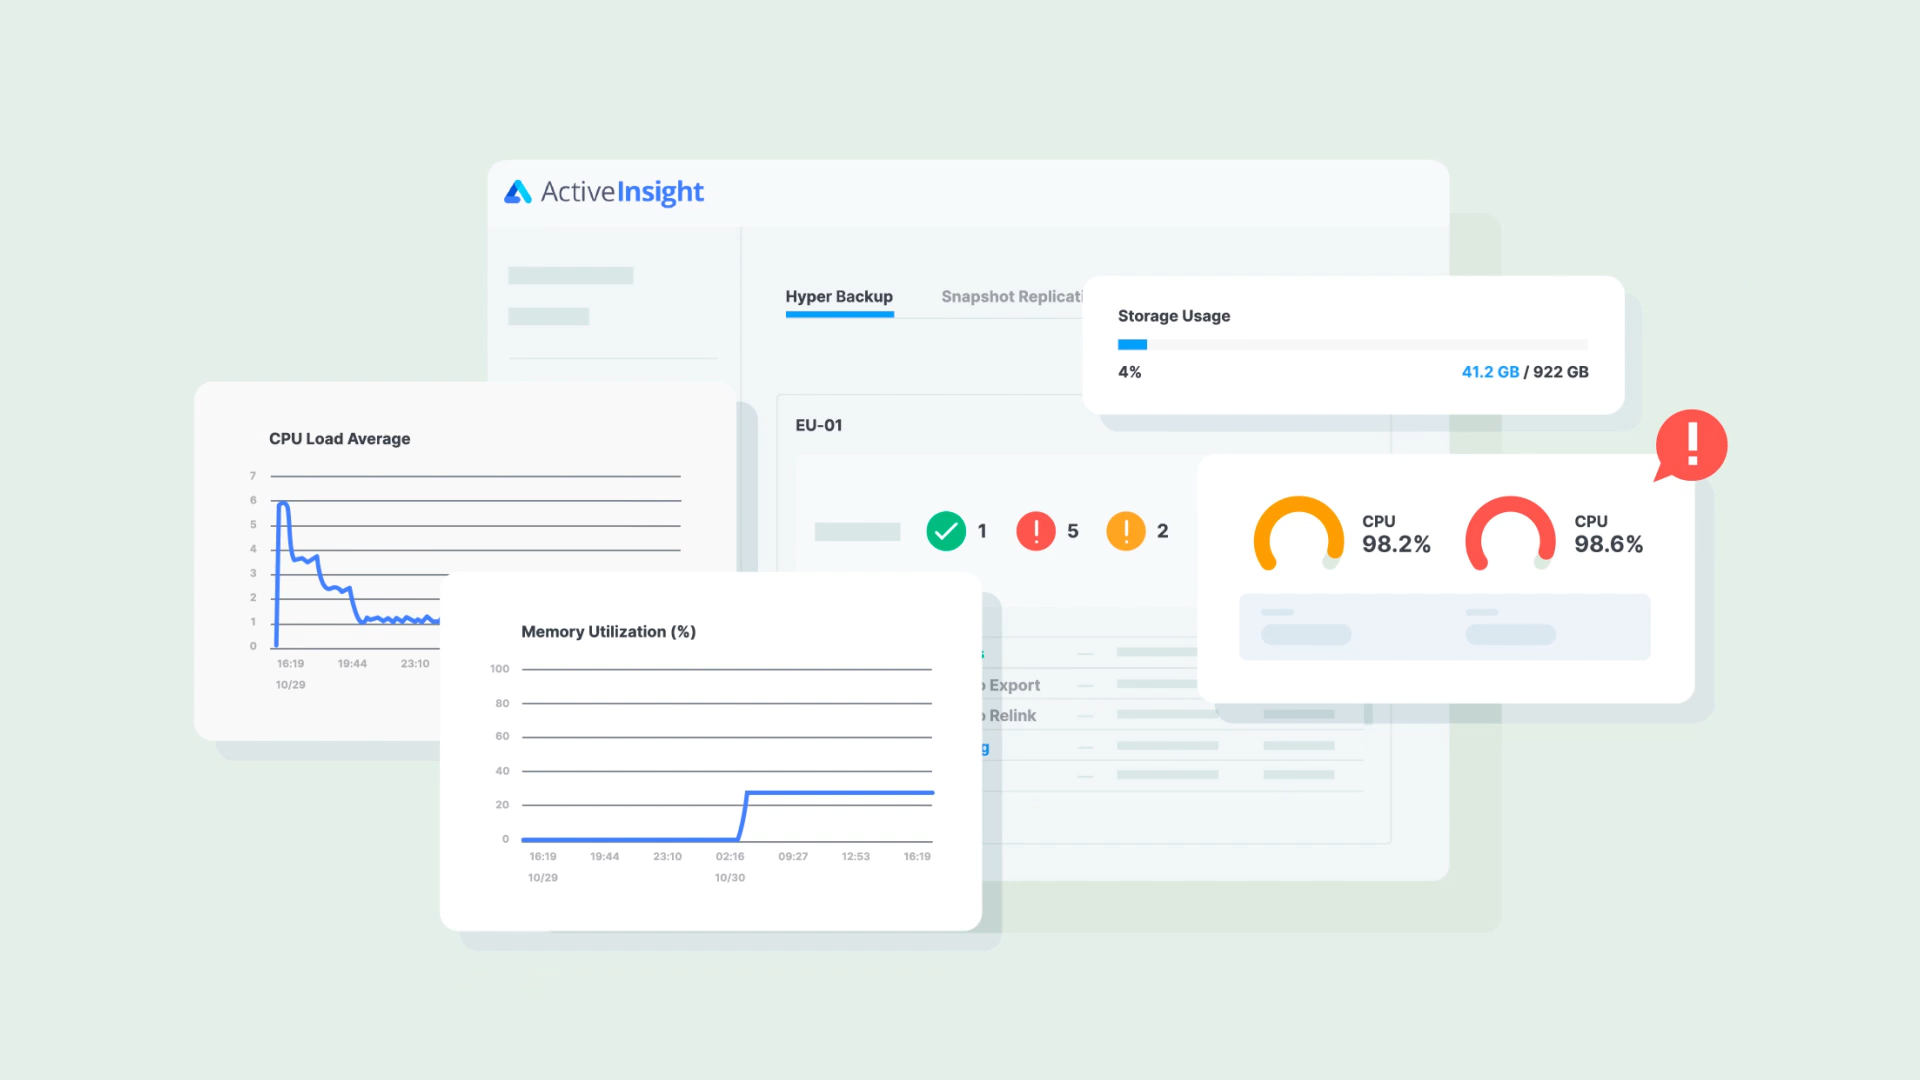 ActiveInsight
Hyper Backup
Snapshot Replicati
Storage Usage
4%
41.2 GB / 922 GB
EU-01
1
5
2
CPU
98.2%
CPU
98.6%
CPU Load Average
7
6
5
4
3
2
1
0
16:19
19:44
23:10
10/29
Memory Utilization (%)
100
80
60
40
20
0
16:19
19:44
23:10
02:16
09:27
12:53
16:19
10/29
10/30
s
o Export
o Relink
g